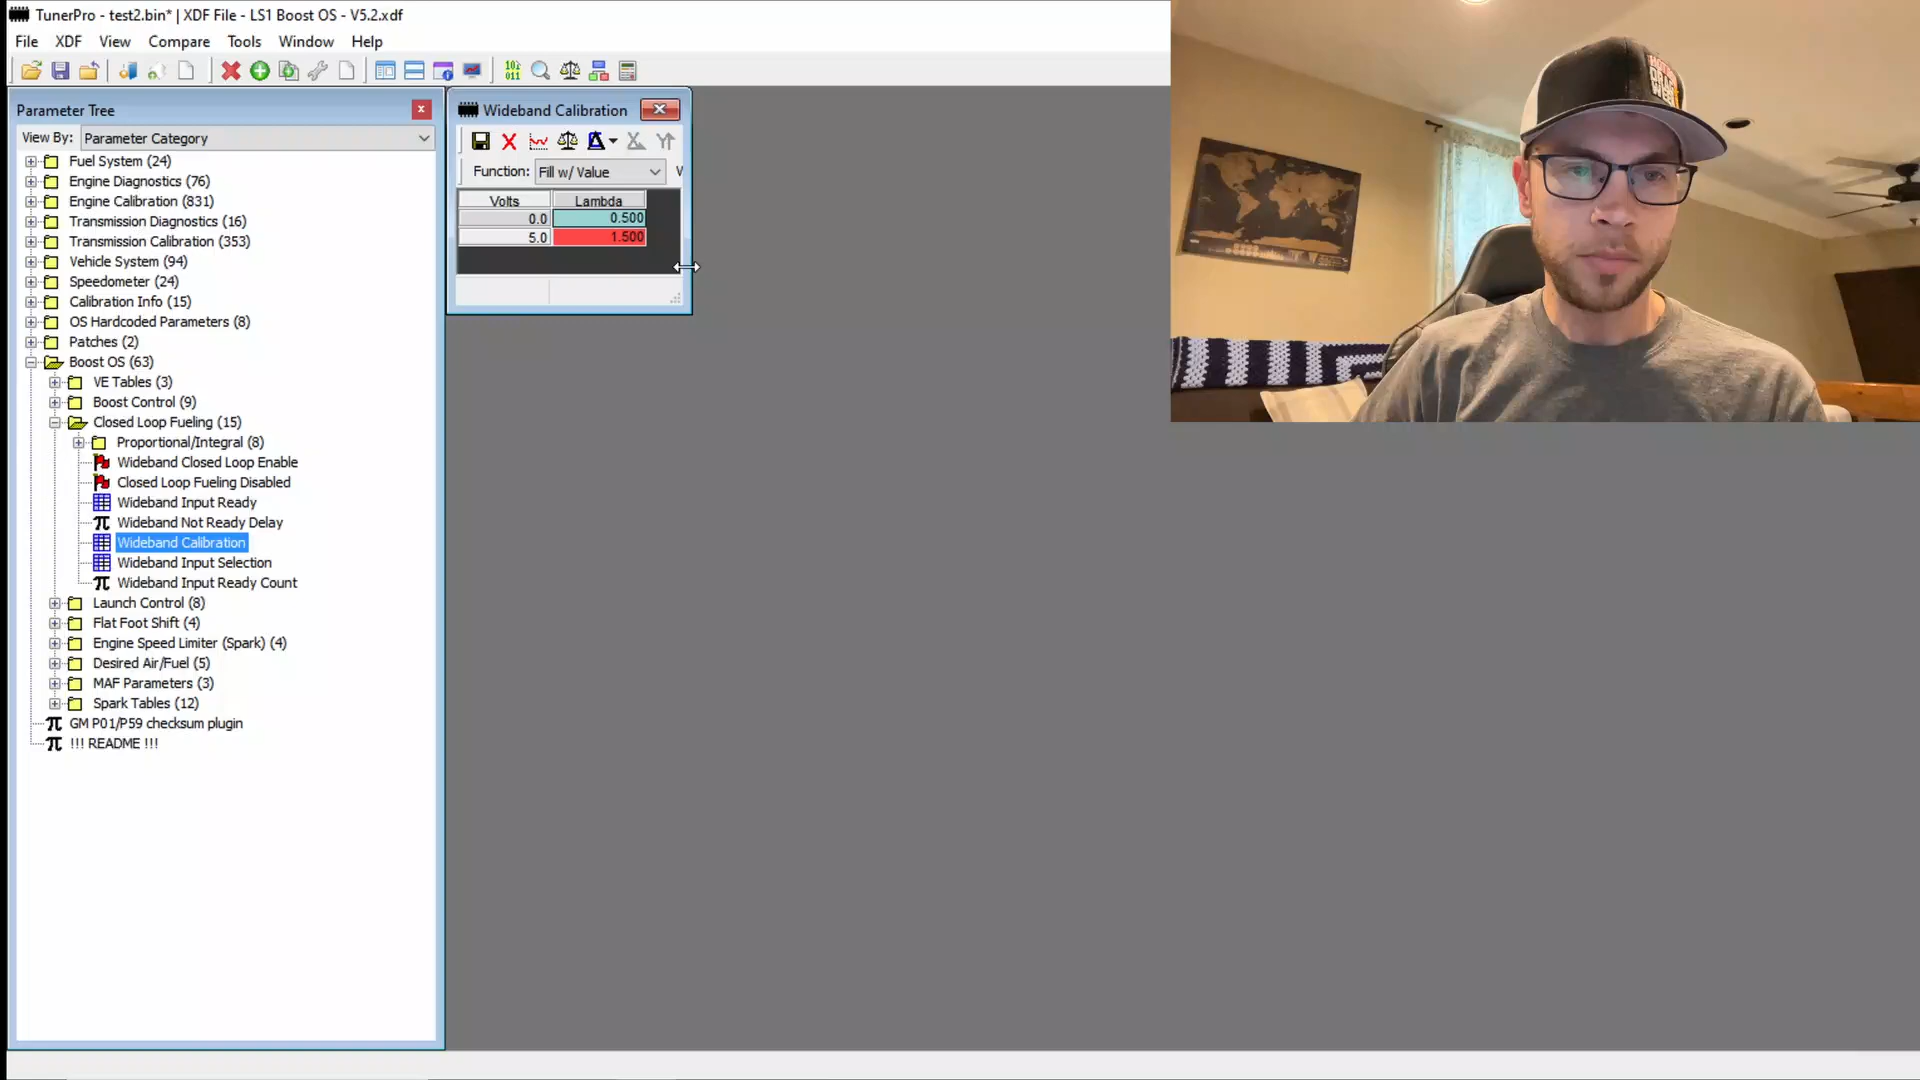 TunerPro - test2.bin* | XDF File - LS1 Boost OS - V5.2.xdf
File XDF View Compare Tools Window Help
Parameter Tree
View By: Parameter Category
Fuel System (24)
Engine Diagnostics (76)
Engine Calibration (831)
Transmission Diagnostics (16)
Transmission Calibration (353)
Vehicle System (94)
Speedometer (24)
Calibration Info (15)
OS Hardcoded Parameters (8)
Patches (2)
Boost OS (63)
VE Tables (3)
Boost Control (9)
Closed Loop Fueling (15)
Proportional/Integral (8)
Wideband Closed Loop Enable
Closed Loop Fueling Disabled
Wideband Input Ready
Wideband Not Ready Delay
Wideband Calibration
Wideband Input Selection
Wideband Input Ready Count
Launch Control (8)
Flat Foot Shift (4)
Engine Speed Limiter (Spark) (4)
Desired Air/Fuel (5)
MAF Parameters (3)
Spark Tables (12)
GM P01/P59 checksum plugin
!!! README !!!
Wideband Calibration
Function: Fill w/ Value
Volts Lambda
0.0 0.500
5.0 1.500